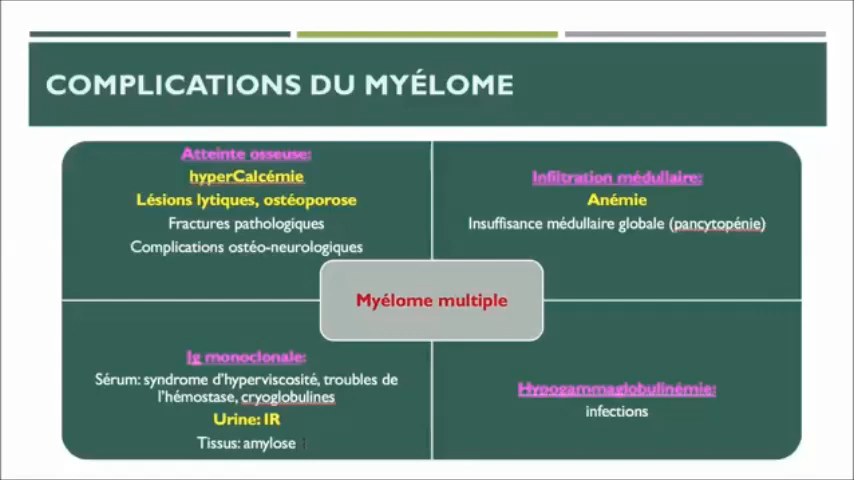 COMPLICATIONS DU MYÉLOME
Atteinte osseuse:
hyperCalcémie
Lésions lytiques, ostéoporose
Fractures pathologiques
Complications ostéo-neurologiques
Infiltration médullaire:
Anémie
Insuffisance médullaire globale (pancytopénie)
Myélome multiple
Ig monoclonale:
Sérum: syndrome d'hyperviscosité, troubles de
l'hémostase, cryoglobulines
Urine: IR
Tissus: amylose
Hypogammaglobulinémie:
infections